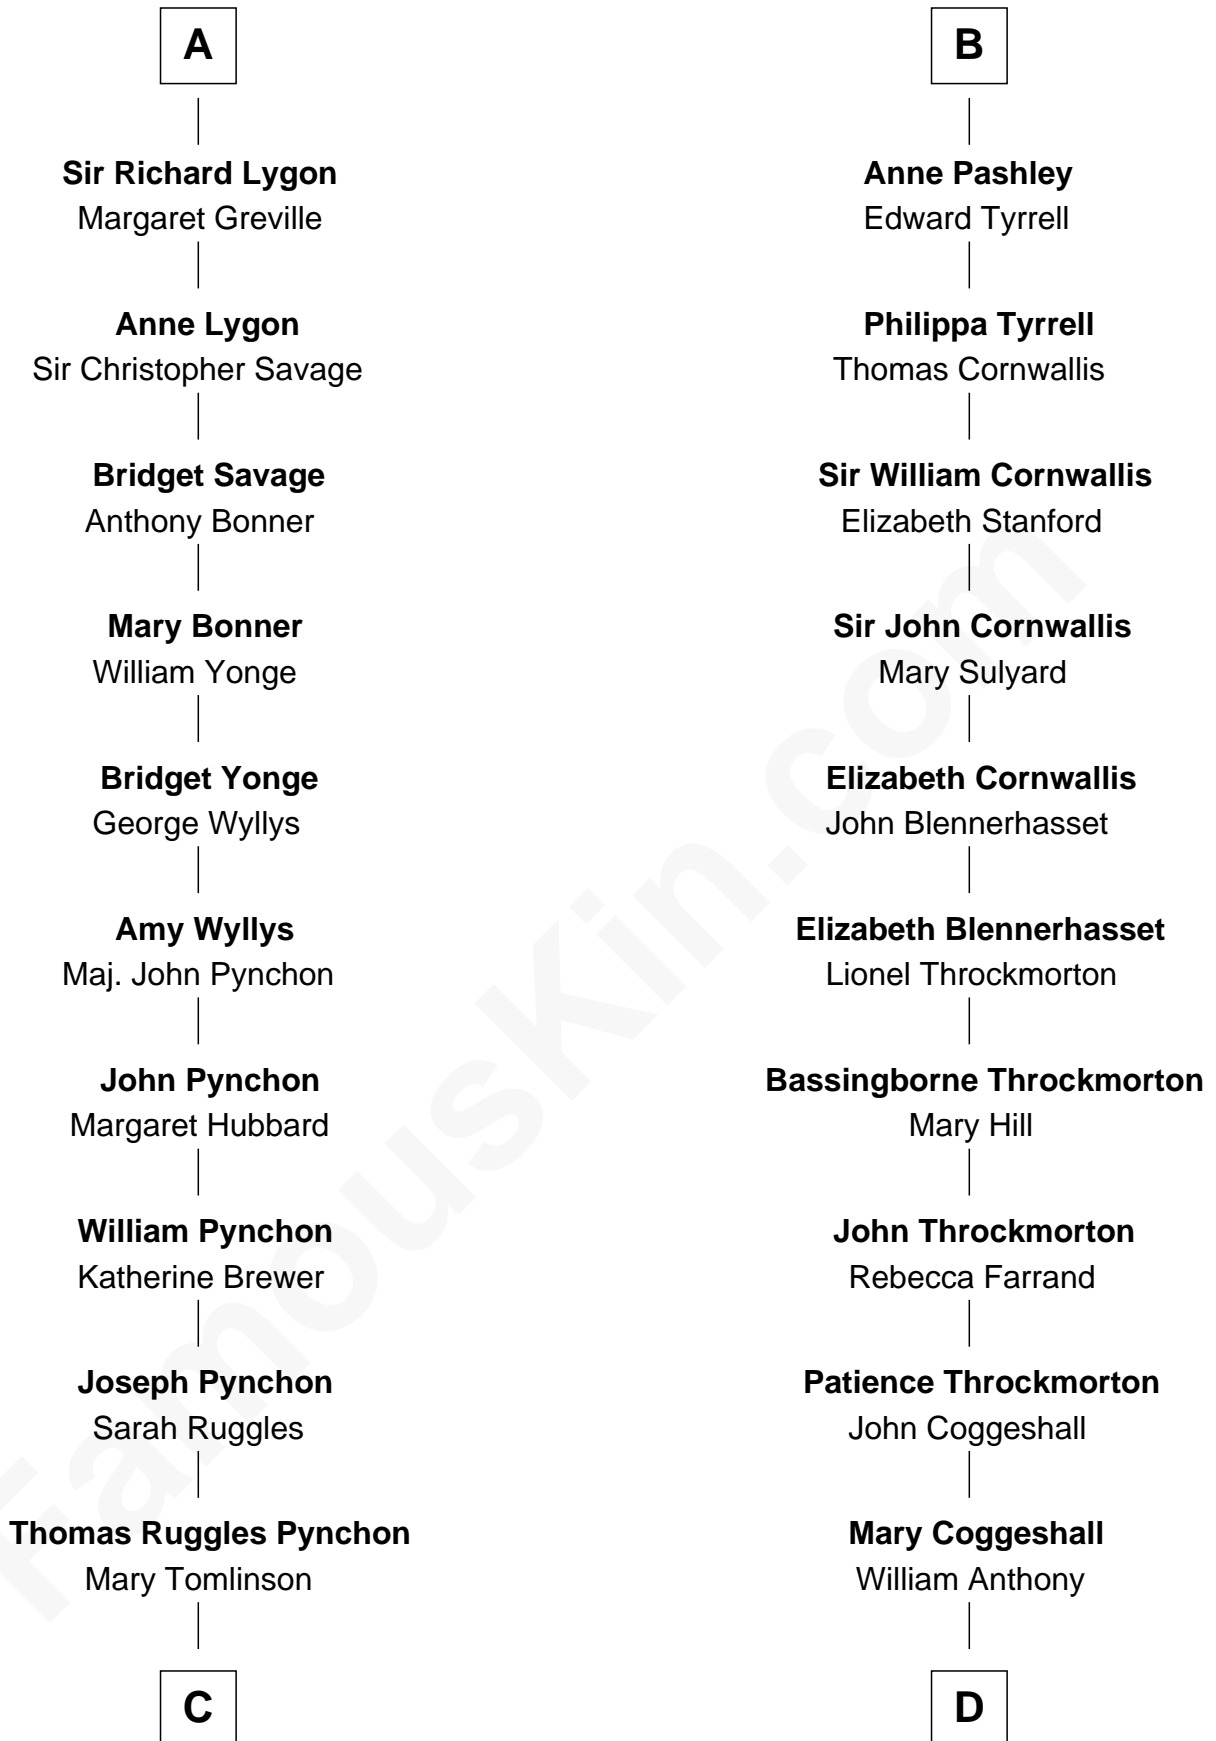 A
Sir Richard Lygon
Margaret Greville
Anne Lygon
Sir Christopher Savage
Bridget Savage
Anthony Bonner
Mary Bonner
William Yonge
Bridget Yonge
George Wyllys
Amy Wyllys
Maj. John Pynchon
John Pynchon
Margaret Hubbard
William Pynchon
Katherine Brewer
Joseph Pynchon
Sarah Ruggles
Thomas Ruggles Pynchon
Mary Tomlinson
C
B
Anne Pashley
Edward Tyrrell
Philippa Tyrrell
Thomas Cornwallis
Sir William Cornwallis
Elizabeth Stanford
Sir John Cornwallis
Mary Sulyard
Elizabeth Cornwallis
John Blennerhasset
Elizabeth Blennerhasset
Lionel Throckmorton
Bassingborne Throckmorton
Mary Hill
John Throckmorton
Rebecca Farrand
Patience Throckmorton
John Coggeshall
Mary Coggeshall
William Anthony
D
FamousKin.com